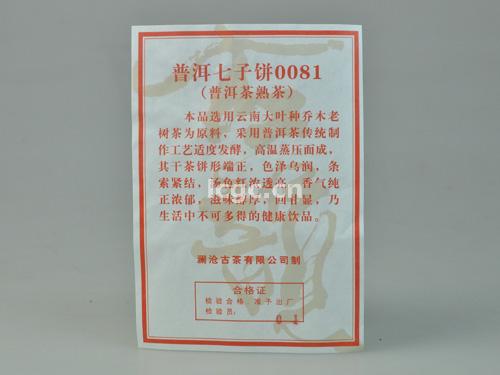 普洱七子饼0081
(普洱茶熟茶)
本品选用云南大叶种乔木老
树茶为原料，采用普洱茶传统制
作工艺适度发酵，高温蒸压而成，
其干茶饼形端正，色泽乌润，条
索紧结，汤色红浓透亮，香气纯
正浓郁，滋味醇厚，回甘显，乃
生活中不可多得的健康饮品。
lcgc.cn
澜沧古茶有限公司制
合格证
检验合格，准予出厂
检验员：
0 1